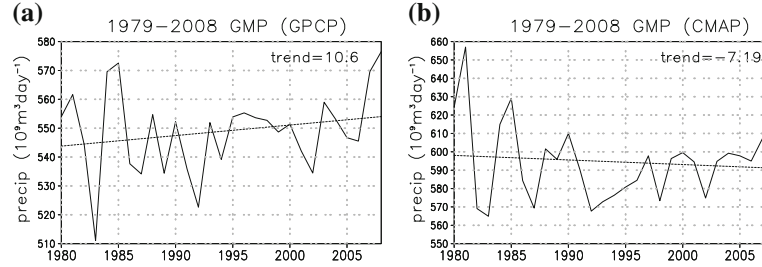 (a) 1979–2008 GMP (GPCP)
trend=10.6
precip (10⁹m³day⁻¹)
580
570
560
550
540
530
520
510
1980 1985 1990 1995 2000 2005
(b) 1979–2008 GMP (CMAP)
trend=−7.19
precip (10⁹m³day⁻¹)
660
650
640
630
620
610
600
590
580
570
560
550
1980 1985 1990 1995 2000 2005